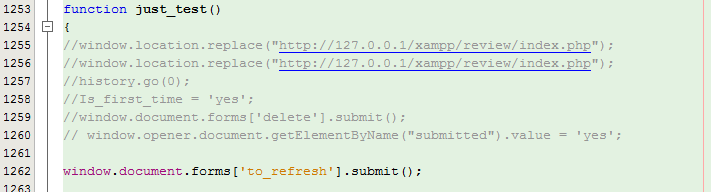 1253 function just_test()
1254 {
1255 //window.location.replace("http://127.0.0.1/xampp/review/index.php");
1256 //window.location.replace("http://127.0.0.1/xampp/review/index.php");
1257 //history.go(0);
1258 //Is_first_time = 'yes';
1259 //window.document.forms['delete'].submit();
1260 // window.opener.document.getElementByName("submitted").value = 'yes';
1261
1262 window.document.forms['to_refresh'].submit();
1263